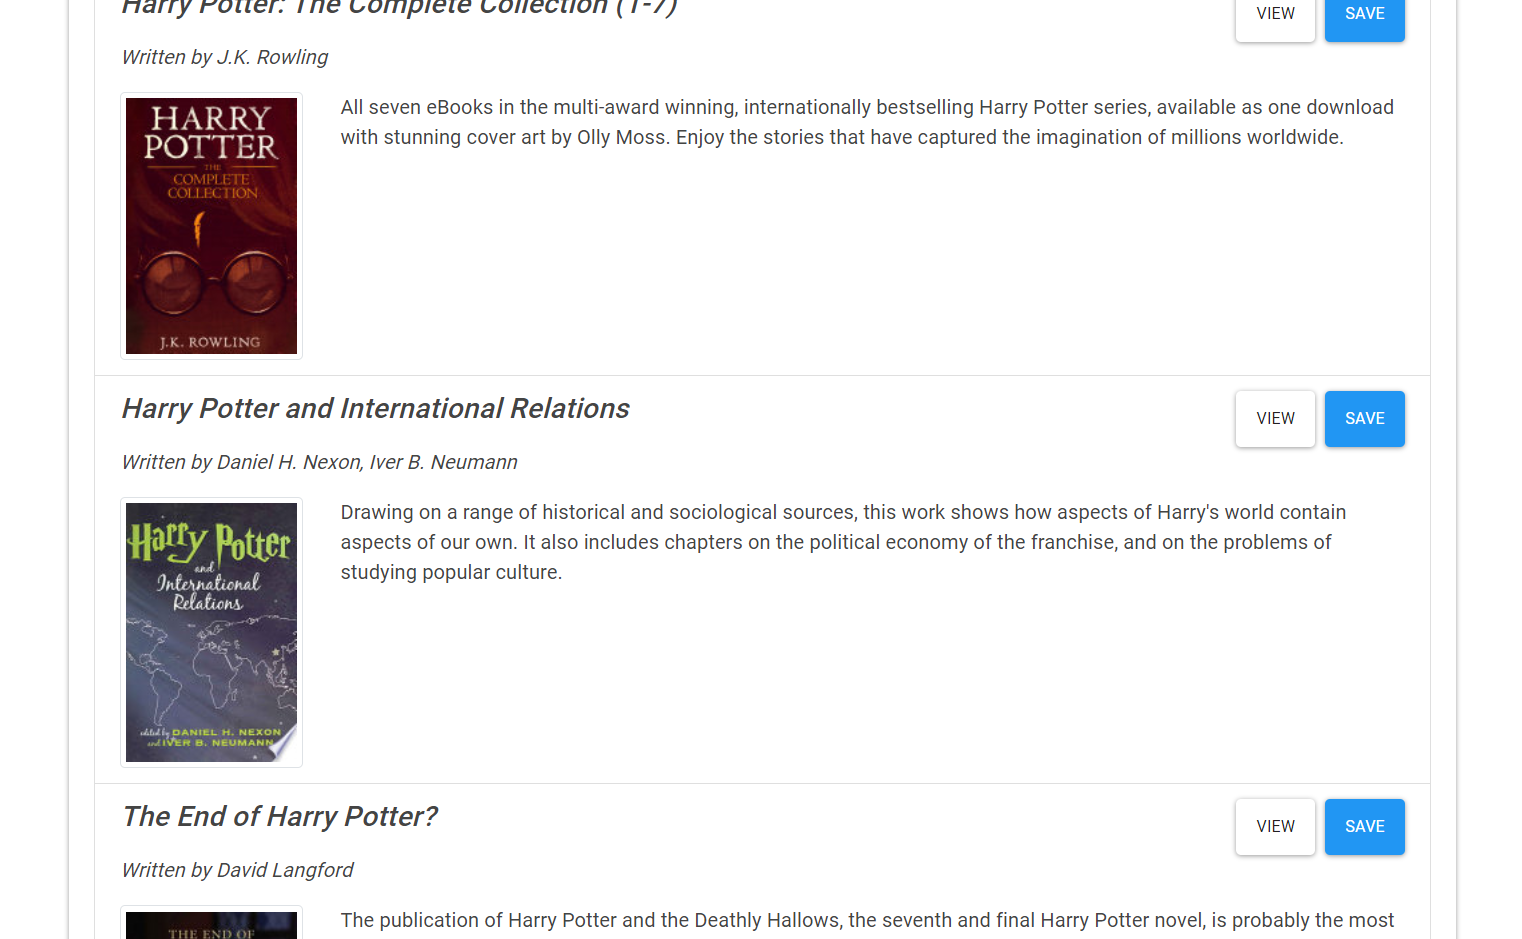 Harry Potter: The Complete Collection (1-7)
VIEW
SAVE
Written by J.K. Rowling
HARRY
POTTER
THE
COMPLETE
COLLECTION
J.K. ROWLING
All seven eBooks in the multi-award winning, internationally bestselling Harry Potter series, available as one download
with stunning cover art by Olly Moss. Enjoy the stories that have captured the imagination of millions worldwide.
Harry Potter and International Relations
VIEW
SAVE
Written by Daniel H. Nexon, Iver B. Neumann
Harry Potter
and
International
Relations
edited by DANIEL H. NEXON
and IVER B. NEUMANN
Drawing on a range of historical and sociological sources, this work shows how aspects of Harry's world contain
aspects of our own. It also includes chapters on the political economy of the franchise, and on the problems of
studying popular culture.
The End of Harry Potter?
VIEW
SAVE
Written by David Langford
THE END OF
The publication of Harry Potter and the Deathly Hallows, the seventh and final Harry Potter novel, is probably the most